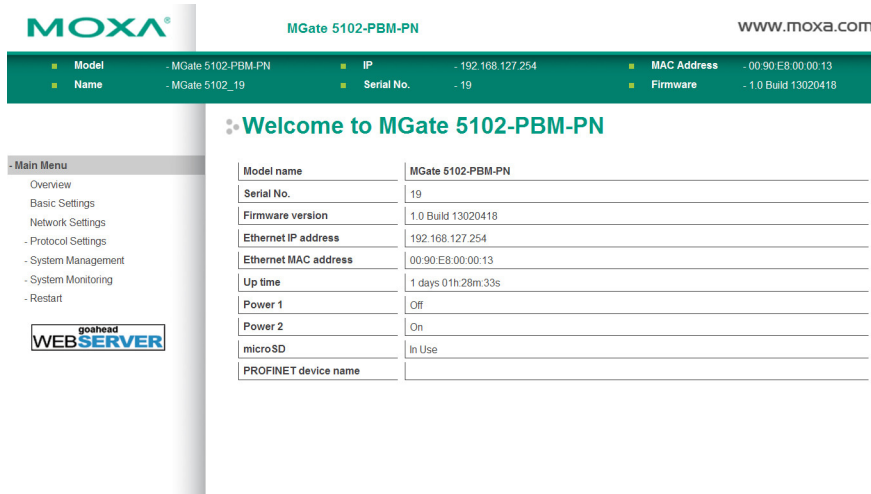 MOXA®
MGate 5102-PBM-PN
www.moxa.com
Model - MGate 5102-PBM-PN IP - 192.168.127.254 MAC Address - 00:90:E8:00:00:13
Name - MGate 5102_19 Serial No. - 19 Firmware - 1.0 Build 13020418
Welcome to MGate 5102-PBM-PN
- Main Menu
Overview
Basic Settings
Network Settings
- Protocol Settings
- System Management
- System Monitoring
- Restart
goahead
WEBSERVER
Model name MGate 5102-PBM-PN
Serial No. 19
Firmware version 1.0 Build 13020418
Ethernet IP address 192.168.127.254
Ethernet MAC address 00:90:E8:00:00:13
Up time 1 days 01h:28m:33s
Power 1 Off
Power 2 On
microSD In Use
PROFINET device name